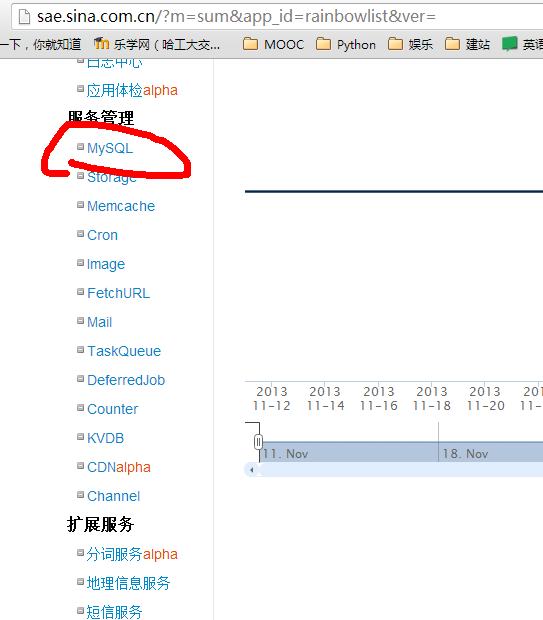 sae.sina.com.cn/?m=sum&app_id=rainbowlist&ver=
一下，你就知道 乐学网（哈工大交... MOOC Python 娱乐 建站 英语
日志中心
应用体检alpha
服务管理
MySQL
Storage
Memcache
Cron
Image
FetchURL
Mail
TaskQueue
DeferredJob
Counter
KVDB
CDNalpha
Channel
扩展服务
分词服务alpha
地理信息服务
短信服务
2013 2013 2013 2013 2013 201
11-12 11-14 11-16 11-18 11-20 11-
11. Nov 18. Nov